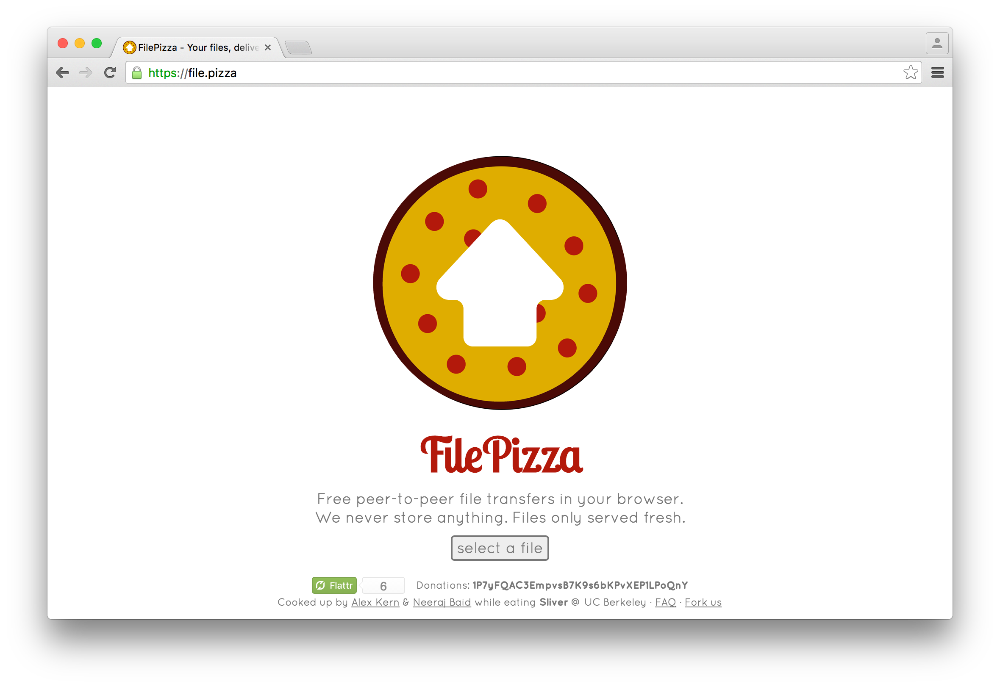 FilePizza - Your files, delive
https://file.pizza
FilePizza
Free peer-to-peer file transfers in your browser.
We never store anything. Files only served fresh.
select a file
Flattr 6 Donations: 1P7yFQAC3EmpvsB7K9s6bKPvXEP1LPoQnY
Cooked up by Alex Kern & Neeraj Baid while eating Sliver @ UC Berkeley · FAQ · Fork us